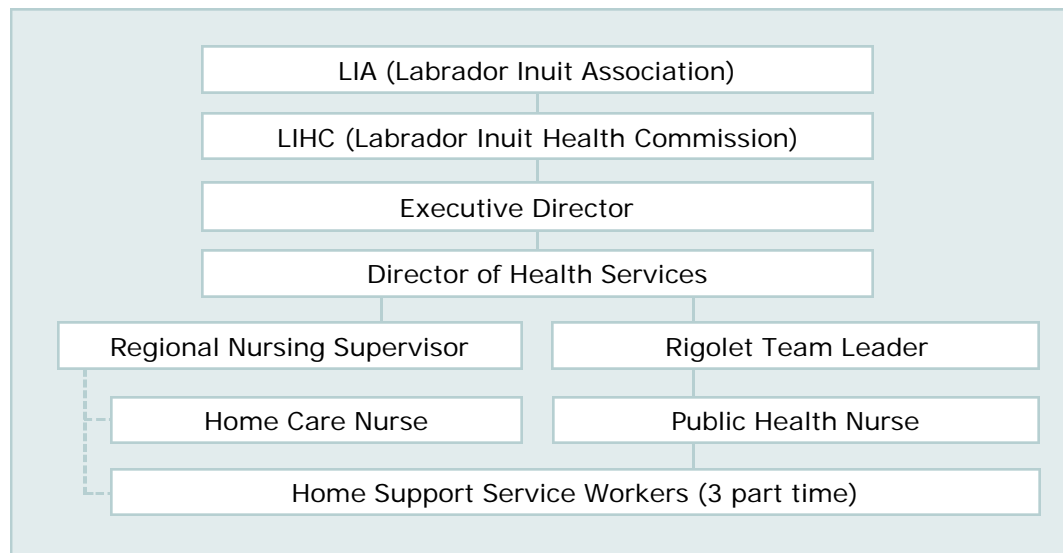 LIA (Labrador Inuit Association)
LIHC (Labrador Inuit Health Commission)
Executive Director
Director of Health Services
Regional Nursing Supervisor
Rigolet Team Leader
Home Care Nurse
Public Health Nurse
Home Support Service Workers (3 part time)